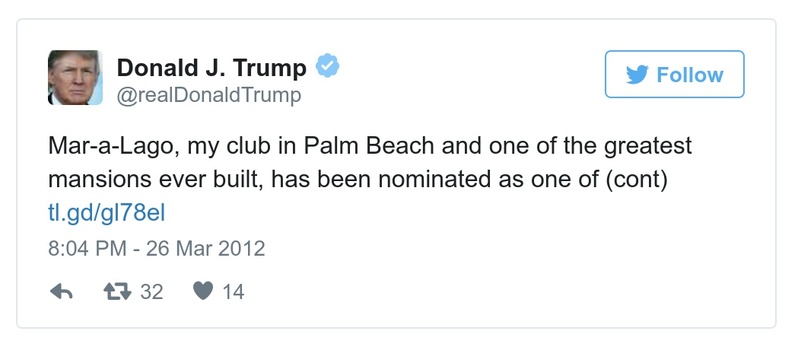 Donald J. Trump
@realDonaldTrump
Follow
Mar-a-Lago, my club in Palm Beach and one of the greatest
mansions ever built, has been nominated as one of (cont)
tl.gd/gl78el
8:04 PM - 26 Mar 2012
32 14